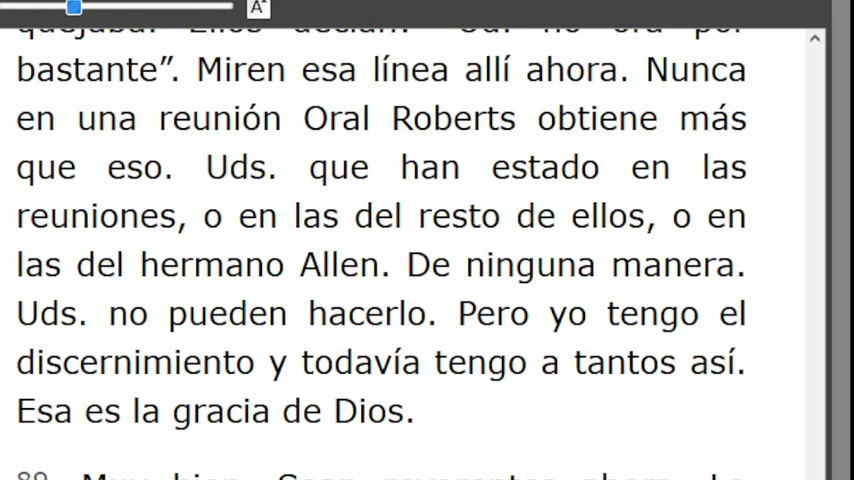 bastante”. Miren esa línea allí ahora. Nunca
en una reunión Oral Roberts obtiene más
que eso. Uds. que han estado en las
reuniones, o en las del resto de ellos, o en
las del hermano Allen. De ninguna manera.
Uds. no pueden hacerlo. Pero yo tengo el
discernimiento y todavía tengo a tantos así.
Esa es la gracia de Dios.